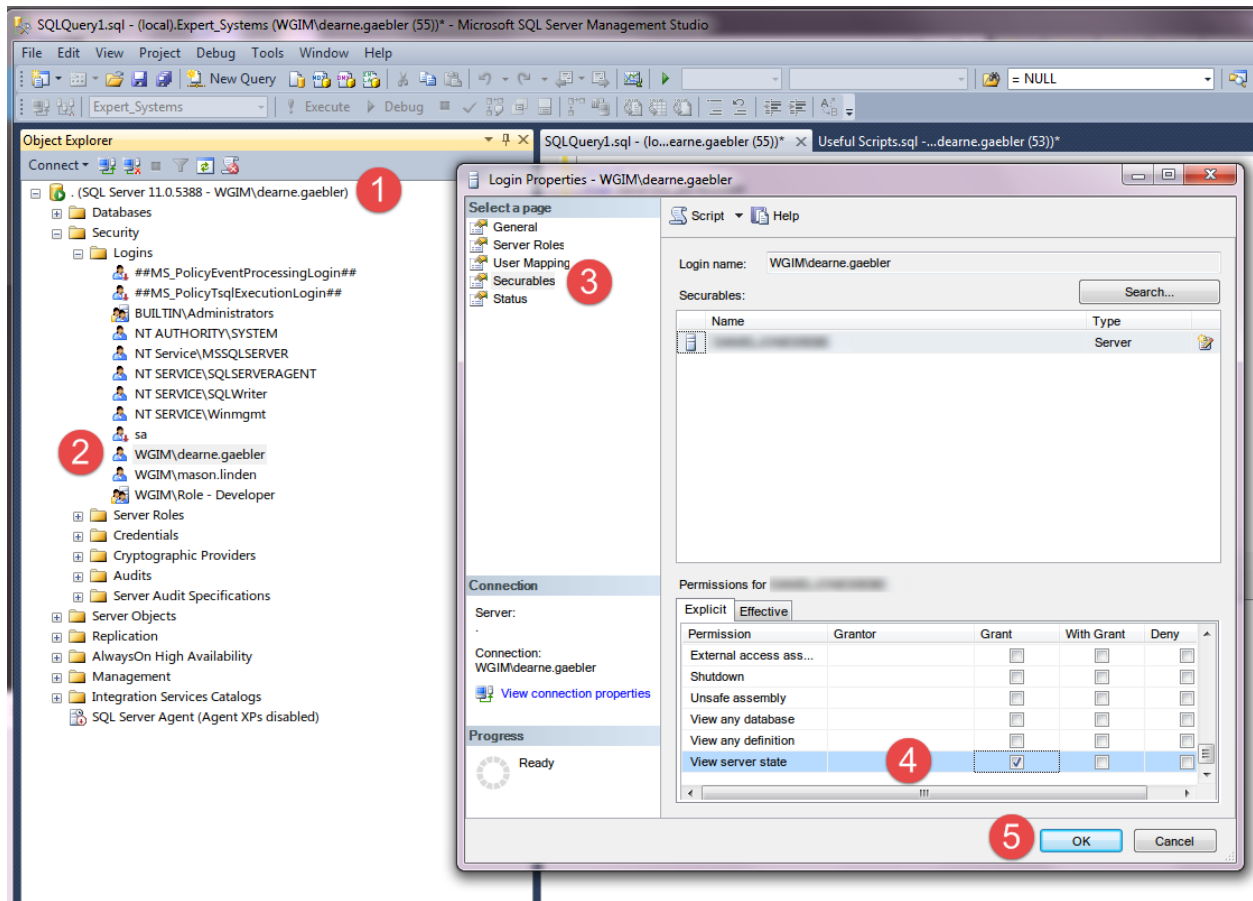 SQLQuery1.sql - (local).Expert_Systems (WGIM\dearne.gaebler (55))* - Microsoft SQL Server Management Studio
File Edit View Project Debug Tools Window Help
New Query = NULL
Expert_Systems Execute Debug
Object Explorer
Connect
. (SQL Server 11.0.5388 - WGIM\dearne.gaebler)
1
Databases
Security
Logins
##MS_PolicyEventProcessingLogin##
##MS_PolicyTsqlExecutionLogin##
BUILTIN\Administrators
NT AUTHORITY\SYSTEM
NT Service\MSSQLSERVER
NT SERVICE\SQLSERVERAGENT
NT SERVICE\SQLWriter
NT SERVICE\Winmgmt
sa
2
WGIM\dearne.gaebler
WGIM\mason.linden
WGIM\Role - Developer
Server Roles
Credentials
Cryptographic Providers
Audits
Server Audit Specifications
Server Objects
Replication
AlwaysOn High Availability
Management
Integration Services Catalogs
SQL Server Agent (Agent XPs disabled)
SQLQuery1.sql - (lo...earne.gaebler (55))* Useful Scripts.sql -...dearne.gaebler (53))*
Login Properties - WGIM\dearne.gaebler
Select a page
General
Server Roles
User Mapping
Securables
Status
3
Connection
Server:
.
Connection:
WGIM\dearne.gaebler
View connection properties
Progress
Ready
Script Help
Login name: WGIM\dearne.gaebler
Securables: Search...
Name Type
Server
Permissions for
Explicit Effective
Permission Grantor Grant With Grant Deny
External access ass...
Shutdown
Unsafe assembly
View any database
View any definition
View server state
4
5
OK Cancel